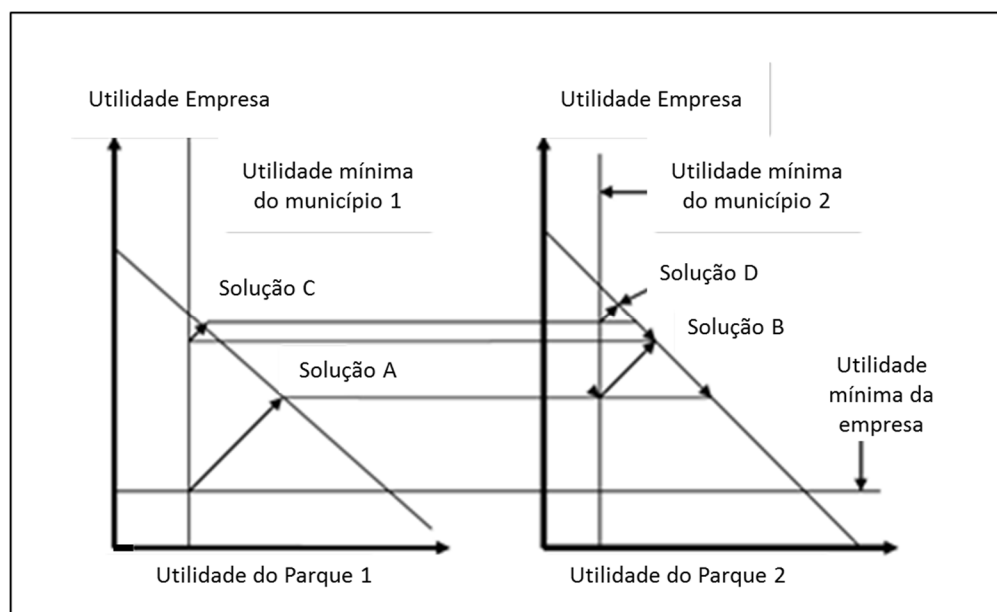 Utilidade Empresa
Utilidade Empresa
Utilidade mínima
do município 1
Utilidade mínima
do município 2
Solução C
Solução D
Solução B
Solução A
Utilidade
mínima da
empresa
Utilidade do Parque 1
Utilidade do Parque 2